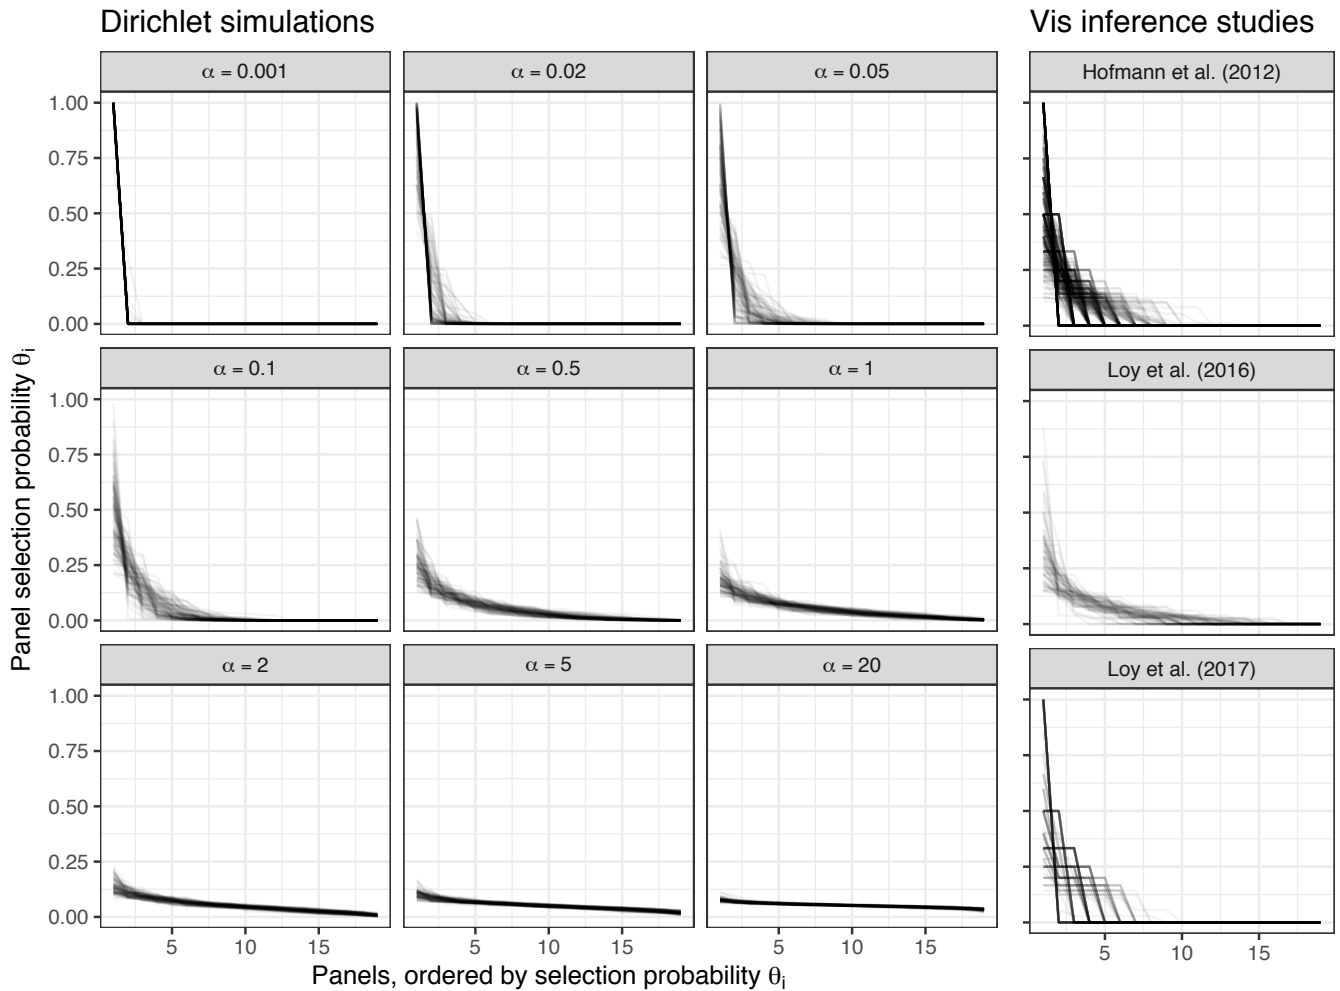 Dirichlet simulations
Vis inference studies
α = 0.001
α = 0.02
α = 0.05
Hofmann et al. (2012)
1.00
0.75
0.50
0.25
0.00
α = 0.1
α = 0.5
α = 1
Loy et al. (2016)
1.00
0.75
0.50
0.25
0.00
α = 2
α = 5
α = 20
Loy et al. (2017)
1.00
0.75
0.50
0.25
0.00
5 10 15
5 10 15
5 10 15
5 10 15
Panels, ordered by selection probability θi
Panel selection probability θi